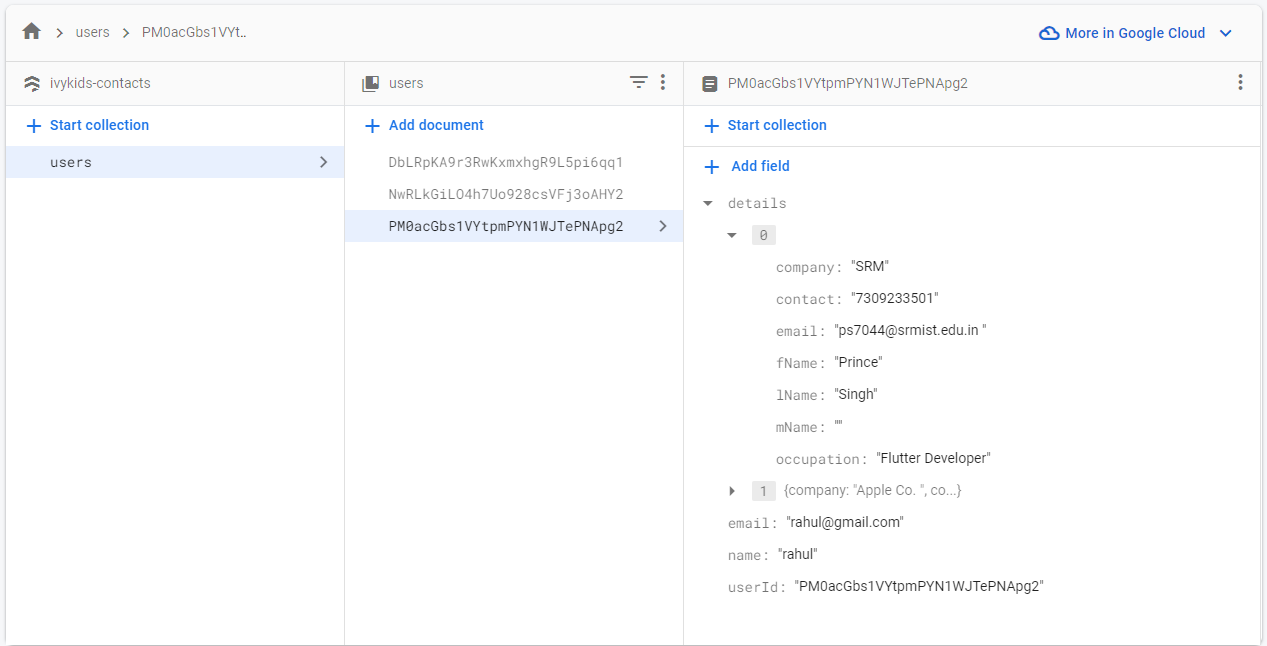 users PM0acGbs1VYt.. More in Google Cloud
ivykids-contacts
Start collection
users
users
Add document
DbLRpKA9r3RwKxmxhgR9L5pi6qq1
NwRLkGiLO4h7Uo928csVFj3oAHY2
PM0acGbs1VYtpmPYN1WJTePNApg2
PM0acGbs1VYtpmPYN1WJTePNApg2
Start collection
Add field
details
0
company: "SRM"
contact: "7309233501"
email: "ps7044@srmist.edu.in "
fName: "Prince"
lName: "Singh"
mName: ""
occupation: "Flutter Developer"
1 {company: "Apple Co. ", co...}
email: "rahul@gmail.com"
name: "rahul"
userId: "PM0acGbs1VYtpmPYN1WJTePNApg2"